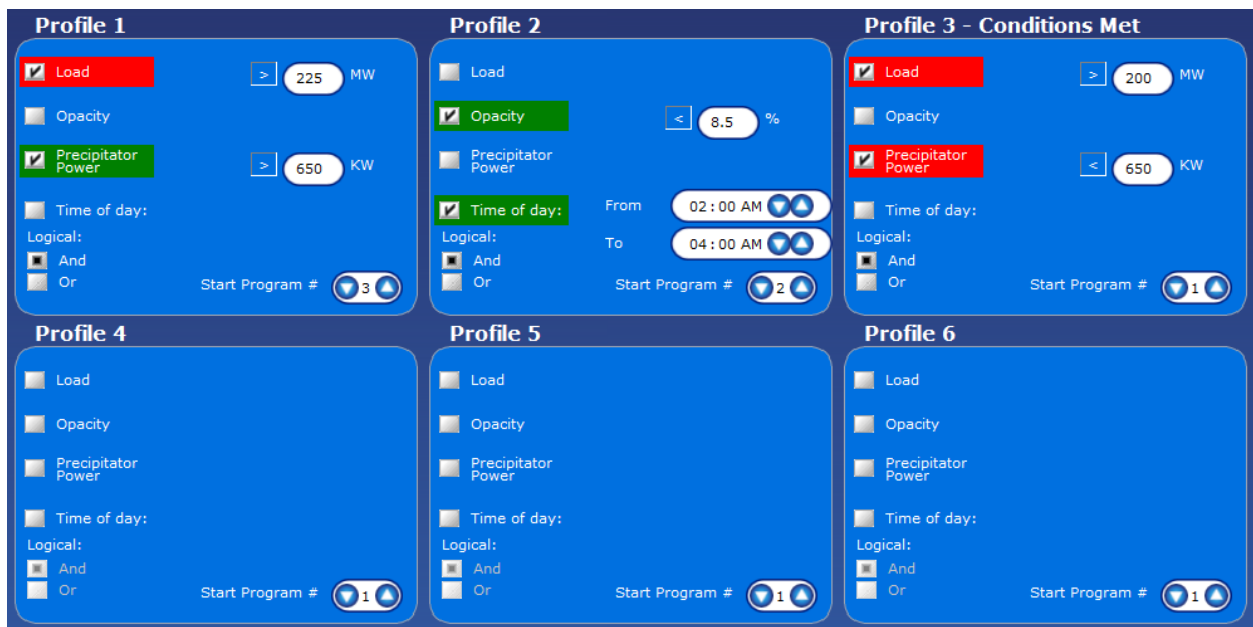 Profile 1
Load > 225 MW
Opacity
Precipitator
Power > 650 KW
Time of day:
Logical:
And
Or
Start Program # 3
Profile 2
Load
Opacity < 8.5 %
Precipitator
Power
Time of day: From 02:00 AM
Logical: To 04:00 AM
And
Or
Start Program # 2
Profile 3 - Conditions Met
Load > 200 MW
Opacity
Precipitator
Power < 650 KW
Time of day:
Logical:
And
Or
Start Program # 1
Profile 4
Load
Opacity
Precipitator
Power
Time of day:
Logical:
And
Or
Start Program # 1
Profile 5
Load
Opacity
Precipitator
Power
Time of day:
Logical:
And
Or
Start Program # 1
Profile 6
Load
Opacity
Precipitator
Power
Time of day:
Logical:
And
Or
Start Program # 1